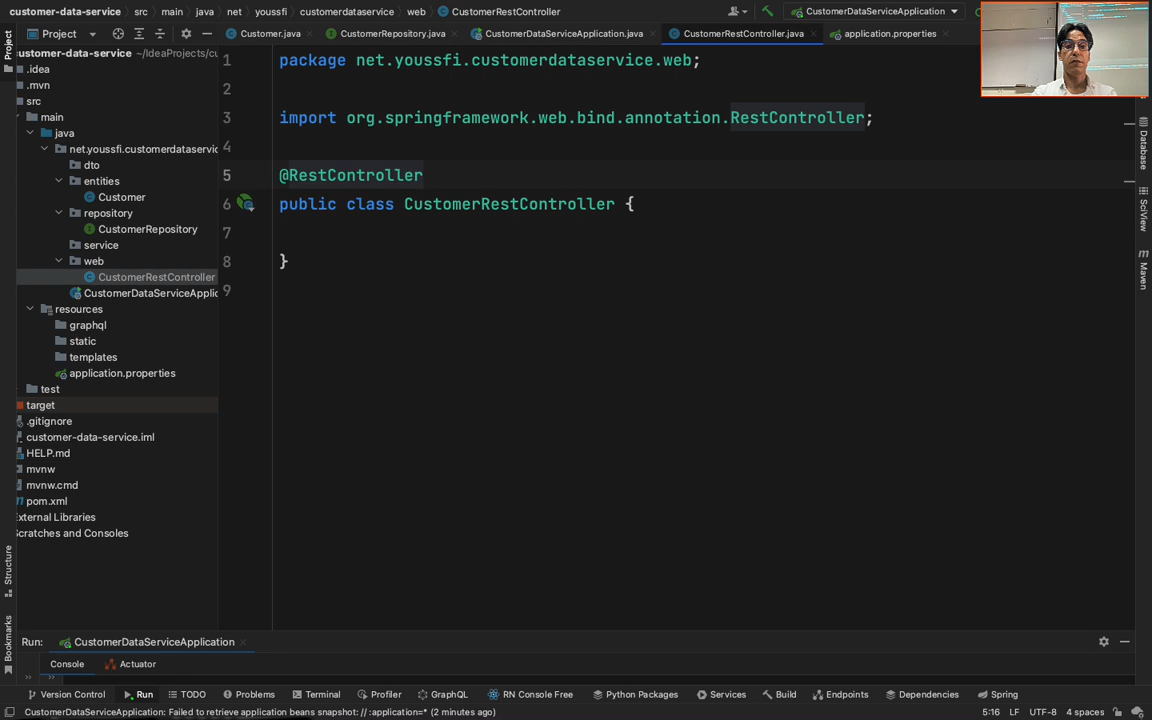 customer-data-service
src
main
java
net
youssfi
customerdataservice
web
CustomerRestController
CustomerDataServiceApplication
Project
Customer.java
CustomerRepository.java
CustomerDataServiceApplication.java
CustomerRestController.java
application.properties
Project
customer-data-service ~/IdeaProjects/cu
.idea
.mvn
src
main
java
net.youssfi.customerdataservic
dto
entities
Customer
repository
CustomerRepository
service
web
CustomerRestController
CustomerDataServiceApplic
resources
graphql
static
templates
application.properties
test
target
.gitignore
customer-data-service.iml
HELP.md
mvnw
mvnw.cmd
pom.xml
External Libraries
Scratches and Consoles
Structure
Bookmarks
1 package net.youssfi.customerdataservice.web;
2
3 import org.springframework.web.bind.annotation.RestController;
4
5 @RestController
6 public class CustomerRestController {
7
8 }
9
Database
SciView
Maven
Run: CustomerDataServiceApplication
Console Actuator
Version Control Run TODO Problems Terminal Profiler GraphQL RN Console Free Python Packages Services Build Endpoints Dependencies Spring
CustomerDataServiceApplication: Failed to retrieve application beans snapshot: // :application=* (2 minutes ago) 5:16 LF UTF-8 4 spaces